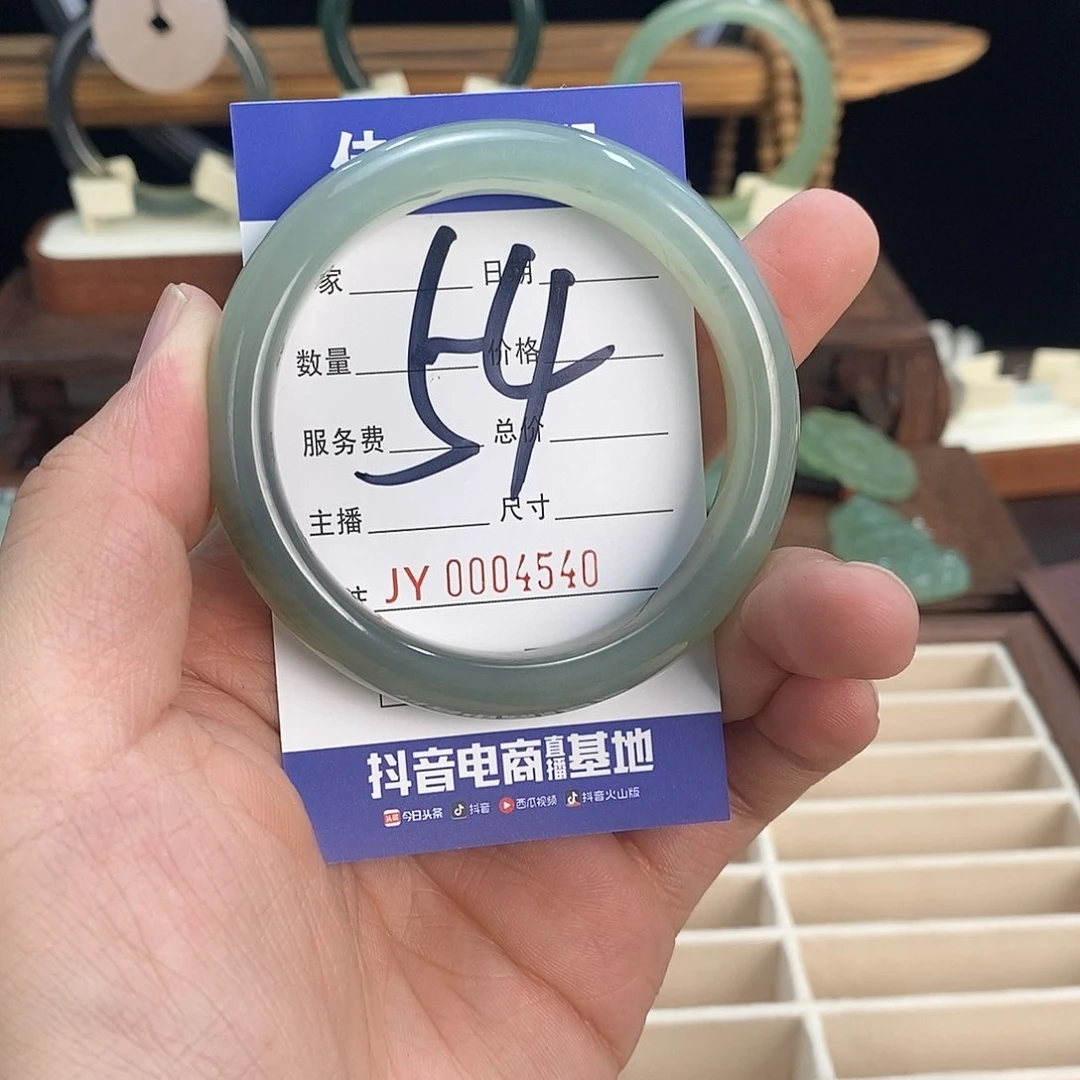 家 日期
54
数量 价格
服务费 总价
主播 尺寸
JY 0004540
抖音电商直播基地
今日头条 抖音 西瓜视频 抖音火山版